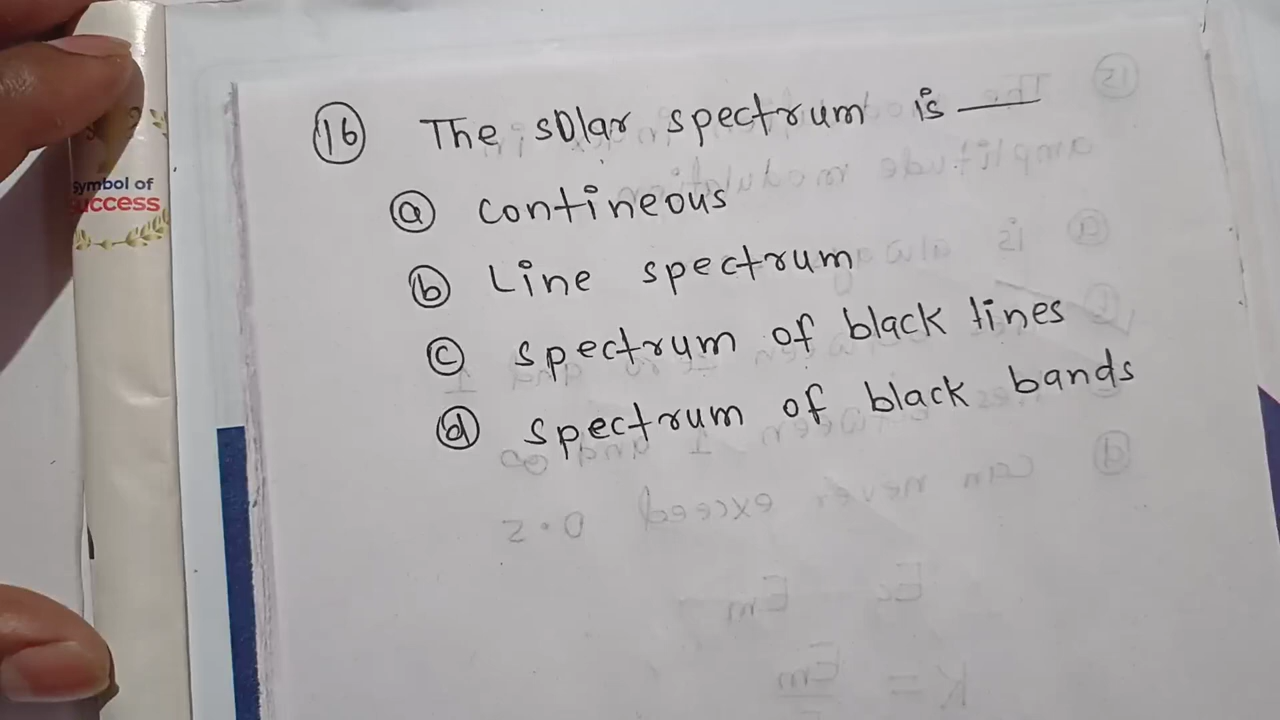 symbol of
success
16 The solar spectrum is ___
a contineous
b Line spectrum
c spectrum of black lines
d spectrum of black bands